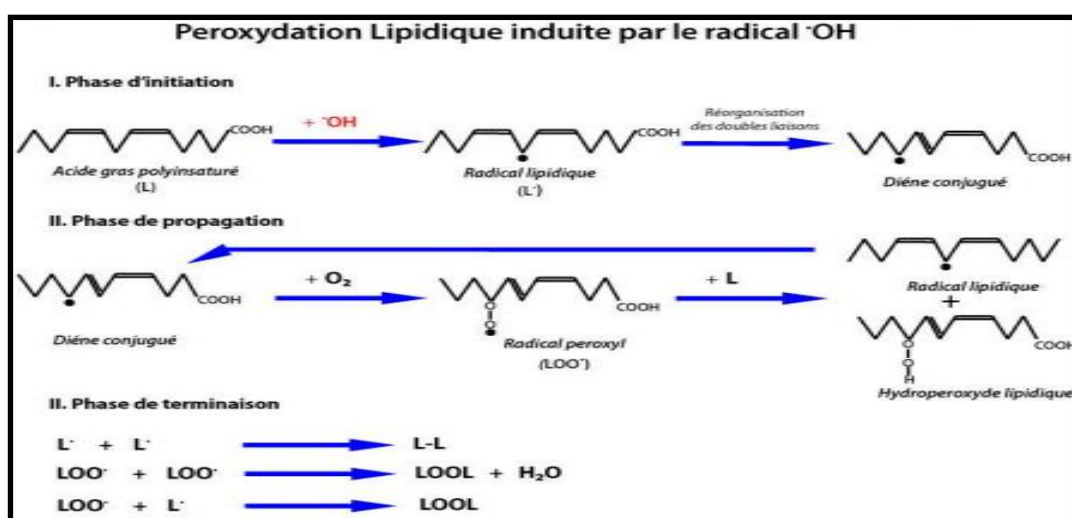 Peroxydation Lipidique induite par le radical ˙OH
I. Phase d'initiation
COOH
+ ˙OH
COOH
Réorganisation
des doubles liaisons
COOH
Acide gras polyinsaturé
(L)
Radical lipidique
(L˙)
Diéne conjugué
II. Phase de propagation
COOH
+ O₂
O
O
COOH
+ L
Radical lipidique
+
Diéne conjugué
Radical peroxyl
(LOO˙)
O
O
H
COOH
Hydroperoxyde lipidique
II. Phase de terminaison
L˙ + L˙ L-L
LOO˙ + LOO˙ LOOL + H₂O
LOO˙ + L˙ LOOL